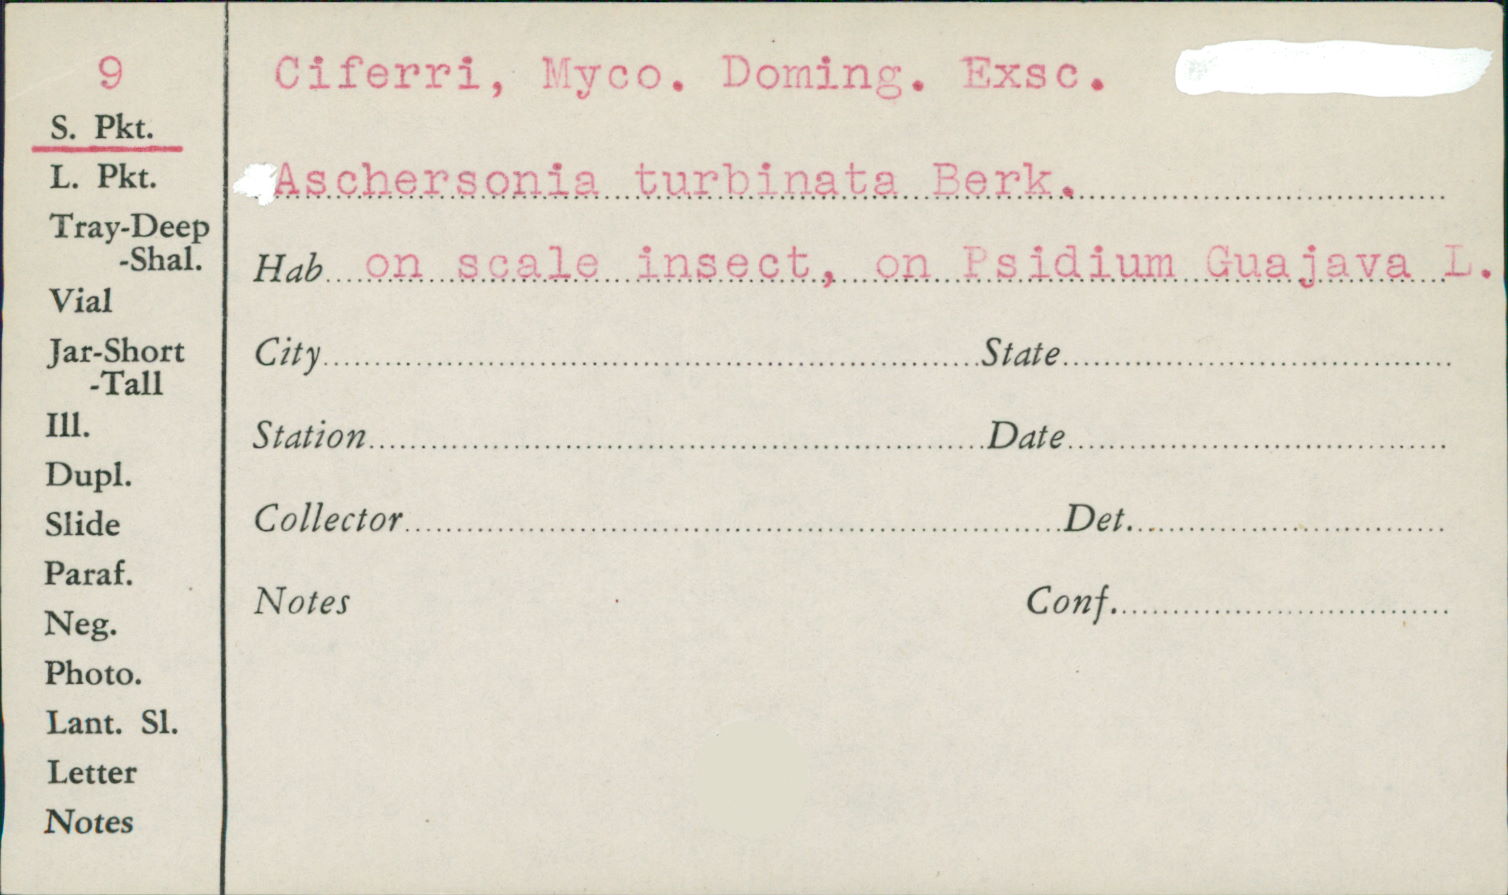 9
S. Pkt.
L. Pkt.
Tray-Deep
-Shal.
Vial
Jar-Short
-Tall
Ill.
Dupl.
Slide
Paraf.
Neg.
Photo.
Lant. Sl.
Letter
Notes
Ciferri, Myco. Doming. Exsc.
Aschersonia turbinata Berk.
Hab on scale insect, on Psidium Guajava L.
City State
Station Date
Collector Det.
Notes Conf.